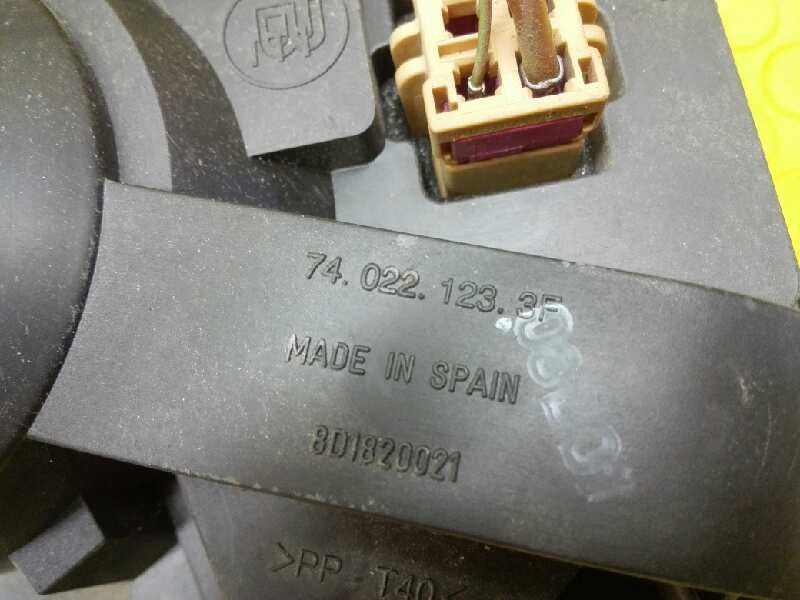 74.022.123.3F
MADE IN SPAIN
8D1820021
>PP-T40<